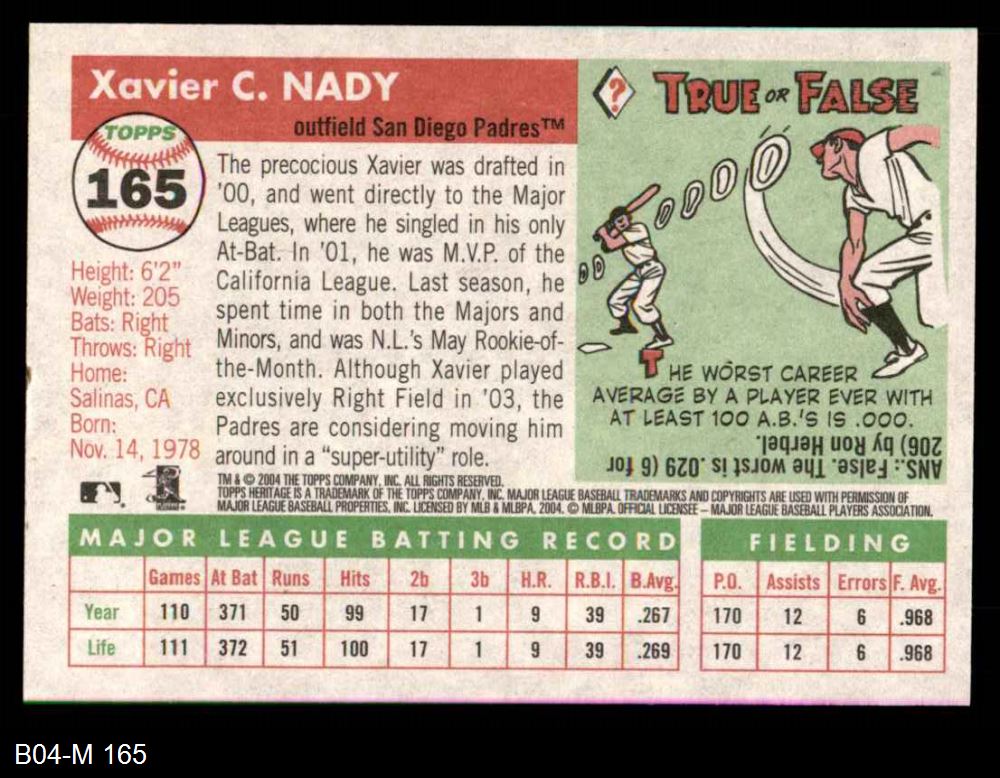 Xavier C. NADY
outfield San Diego Padres™
TOPPS
165
Height: 6'2"
Weight: 205
Bats: Right
Throws: Right
Home:
Salinas, CA
Born:
Nov. 14, 1978
The precocious Xavier was drafted in
'00, and went directly to the Major
Leagues, where he singled in his only
At-Bat. In '01, he was M.V.P. of the
California League. Last season, he
spent time in both the Majors and
Minors, and was N.L.'s May Rookie-of-
the-Month. Although Xavier played
exclusively Right Field in '03, the
Padres are considering moving him
around in a "super-utility" role.
? TRUE OR FALSE
THE WORST CAREER
AVERAGE BY A PLAYER EVER WITH
AT LEAST 100 A.B.'S IS .000.
ANS.: False. The worst is .029 (6 for
206) by Ron Herbel.
TM & © 2004 THE TOPPS COMPANY, INC. ALL RIGHTS RESERVED.
TOPPS HERITAGE IS A TRADEMARK OF THE TOPPS COMPANY, INC. MAJOR LEAGUE BASEBALL TRADEMARKS AND COPYRIGHTS ARE USED WITH PERMISSION OF
MAJOR LEAGUE BASEBALL PROPERTIES, INC. LICENSED BY MLB & MLBPA, 2004. © MLBPA. OFFICIAL LICENSEE – MAJOR LEAGUE BASEBALL PLAYERS ASSOCIATION.
MAJOR LEAGUE BATTING RECORD
Games At Bat Runs Hits 2b 3b H.R. R.B.I. B.Avg.
Year 110 371 50 99 17 1 9 39 .267
Life 111 372 51 100 17 1 9 39 .269
FIELDING
P.O. Assists Errors F. Avg.
170 12 6 .968
170 12 6 .968
B04-M 165